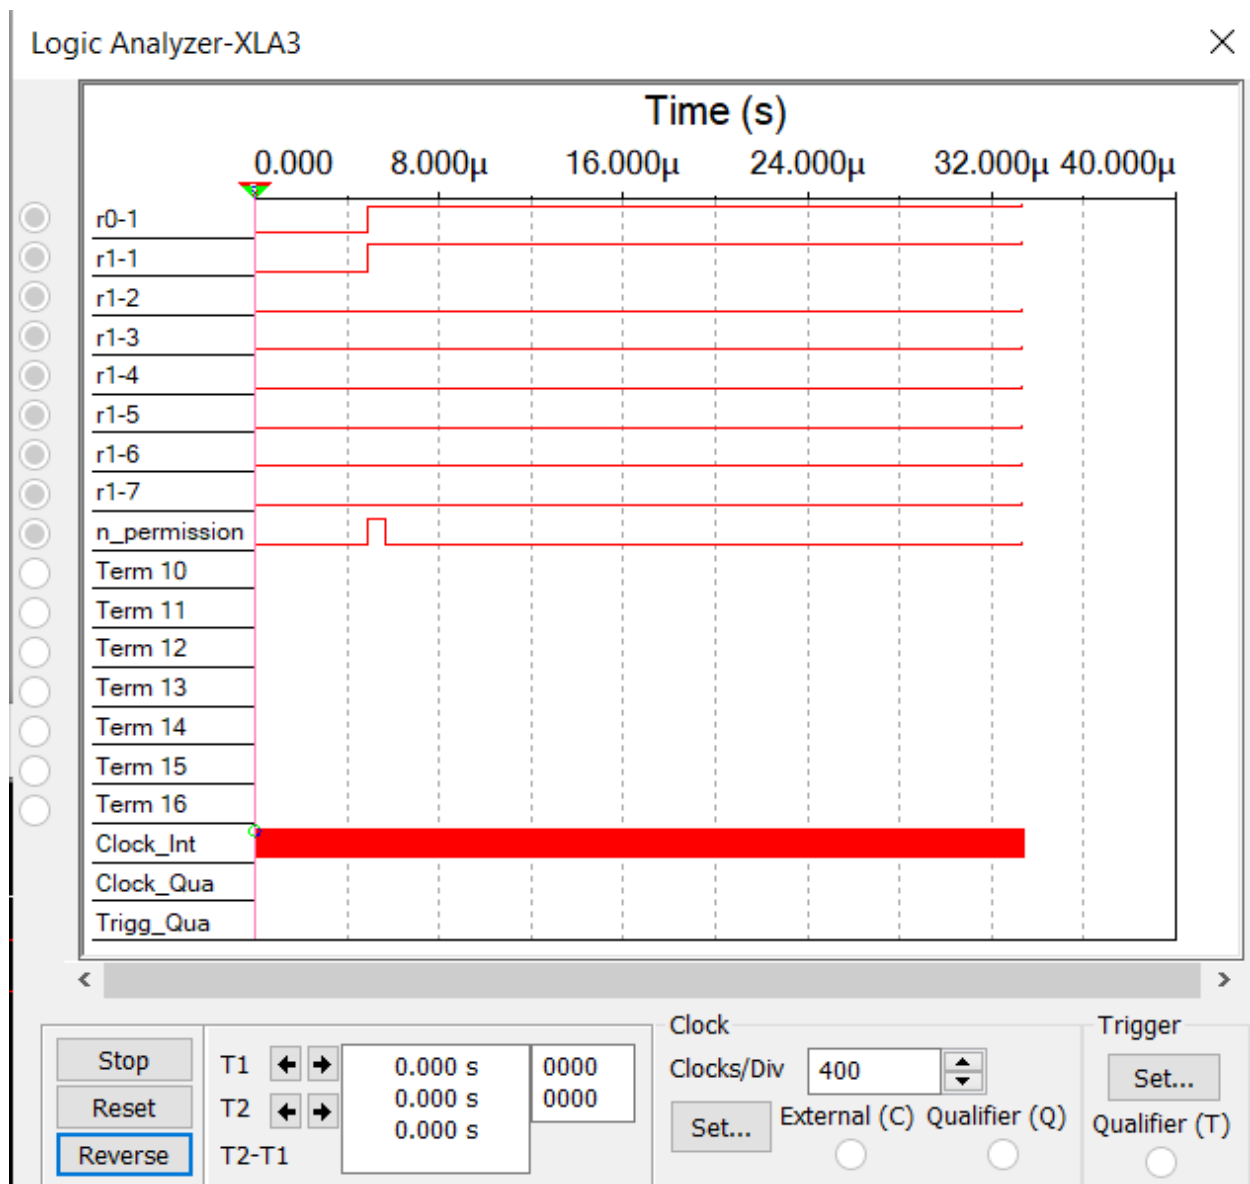 Logic Analyzer-XLA3
Time (s)
0.000 8.000µ 16.000µ 24.000µ 32.000µ 40.000µ
r0-1
r1-1
r1-2
r1-3
r1-4
r1-5
r1-6
r1-7
n_permission
Term 10
Term 11
Term 12
Term 13
Term 14
Term 15
Term 16
Clock_Int
Clock_Qua
Trigg_Qua
Stop
Reset
Reverse
T1 0.000 s 0000
T2 0.000 s 0000
T2-T1 0.000 s
Clock
Clocks/Div 400
Set... External (C) Qualifier (Q)
Trigger
Set...
Qualifier (T)